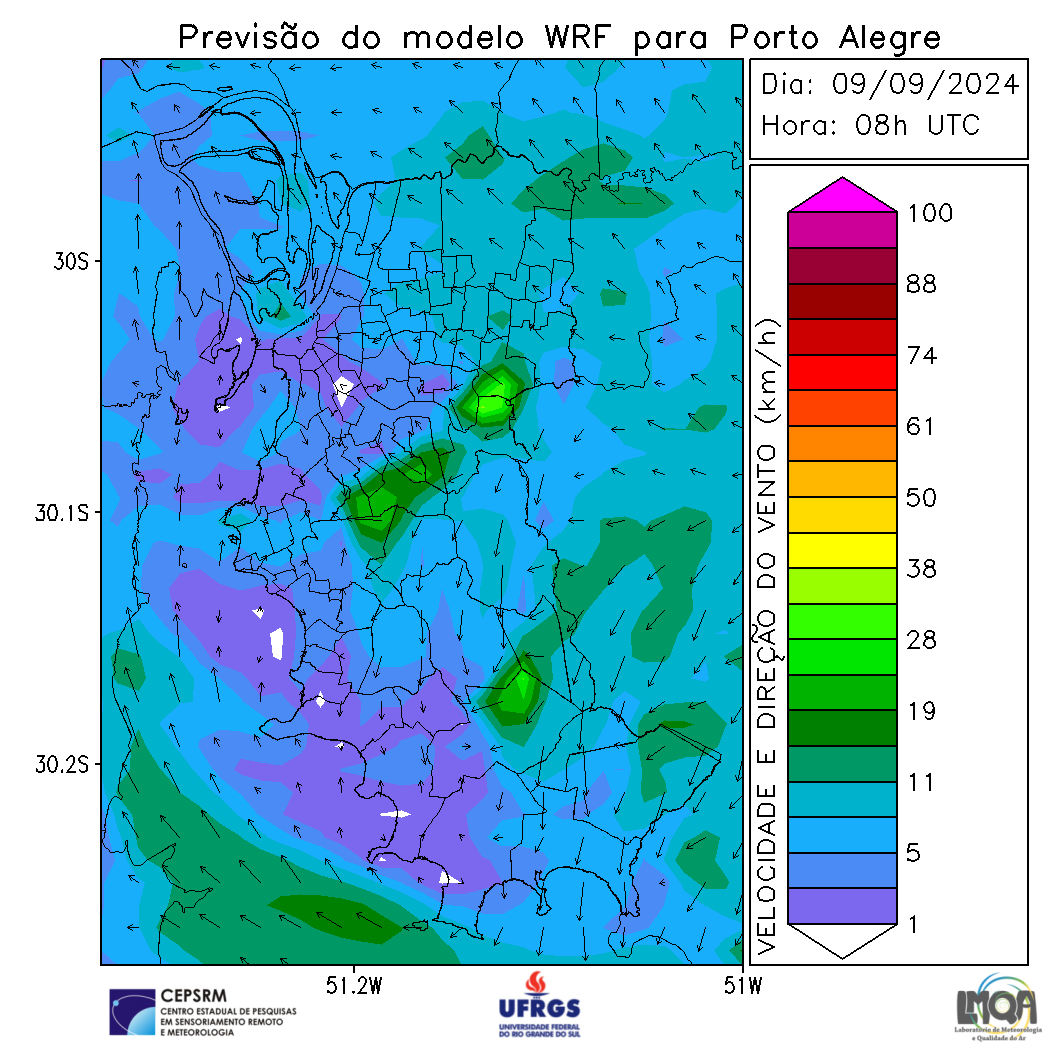 Previsão do modelo WRF para Porto Alegre
Dia: 09/09/2024
Hora: 08h UTC
30S
30.1S
30.2S
51.2W
51W
VELOCIDADE E DIREÇÃO DO VENTO (km/h)
100
88
74
61
50
38
28
19
11
5
1
CEPSRM
CENTRO ESTADUAL DE PESQUISAS
EM SENSORIAMENTO REMOTO
E METEOROLOGIA
UFRGS
UNIVERSIDADE FEDERAL
DO RIO GRANDE DO SUL
LMQA
Laboratório de Meteorologia
e Qualidade do Ar